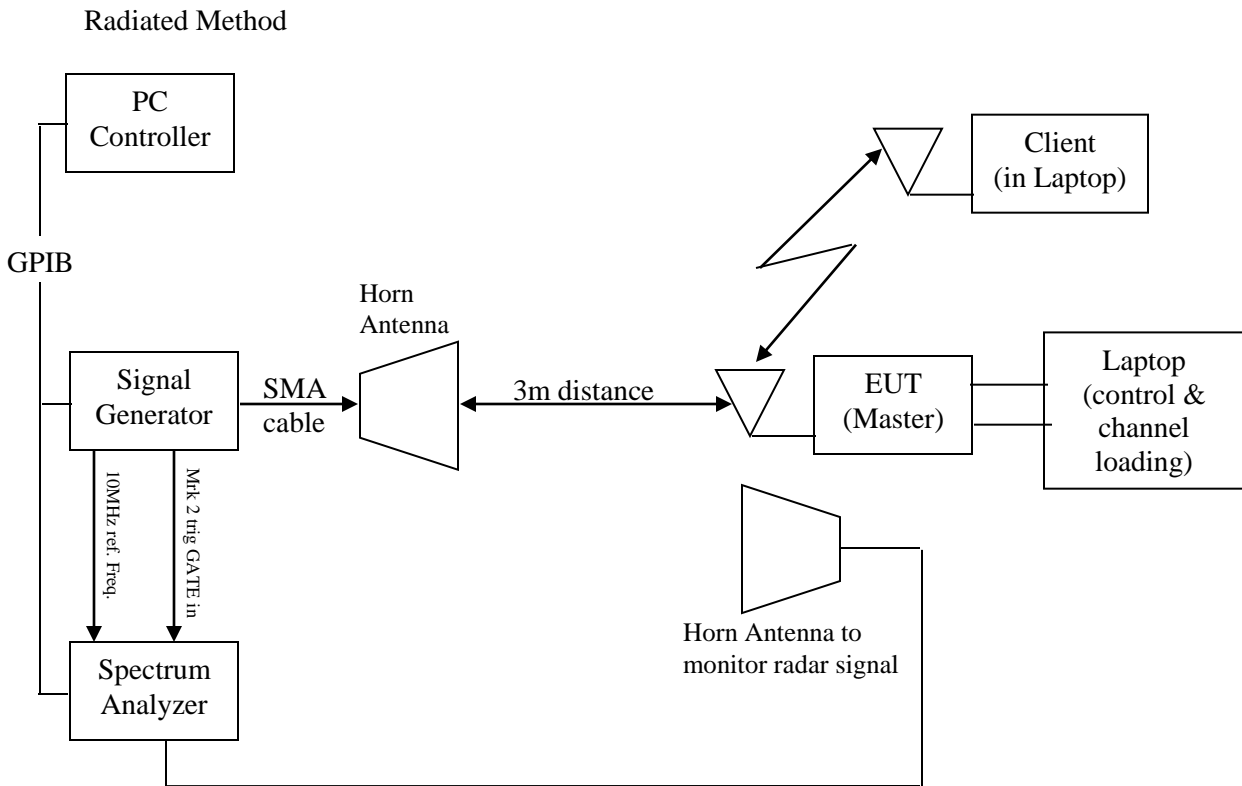 Radiated Method
PC
Controller
Client
(in Laptop)
GPIB
Horn
Antenna
Signal
Generator
SMA
cable
3m distance
EUT
(Master)
Laptop
(control &
channel
loading)
10MHz ref. Freq.
Mrk 2 trig GATE in
Horn Antenna to
monitor radar signal
Spectrum
Analyzer